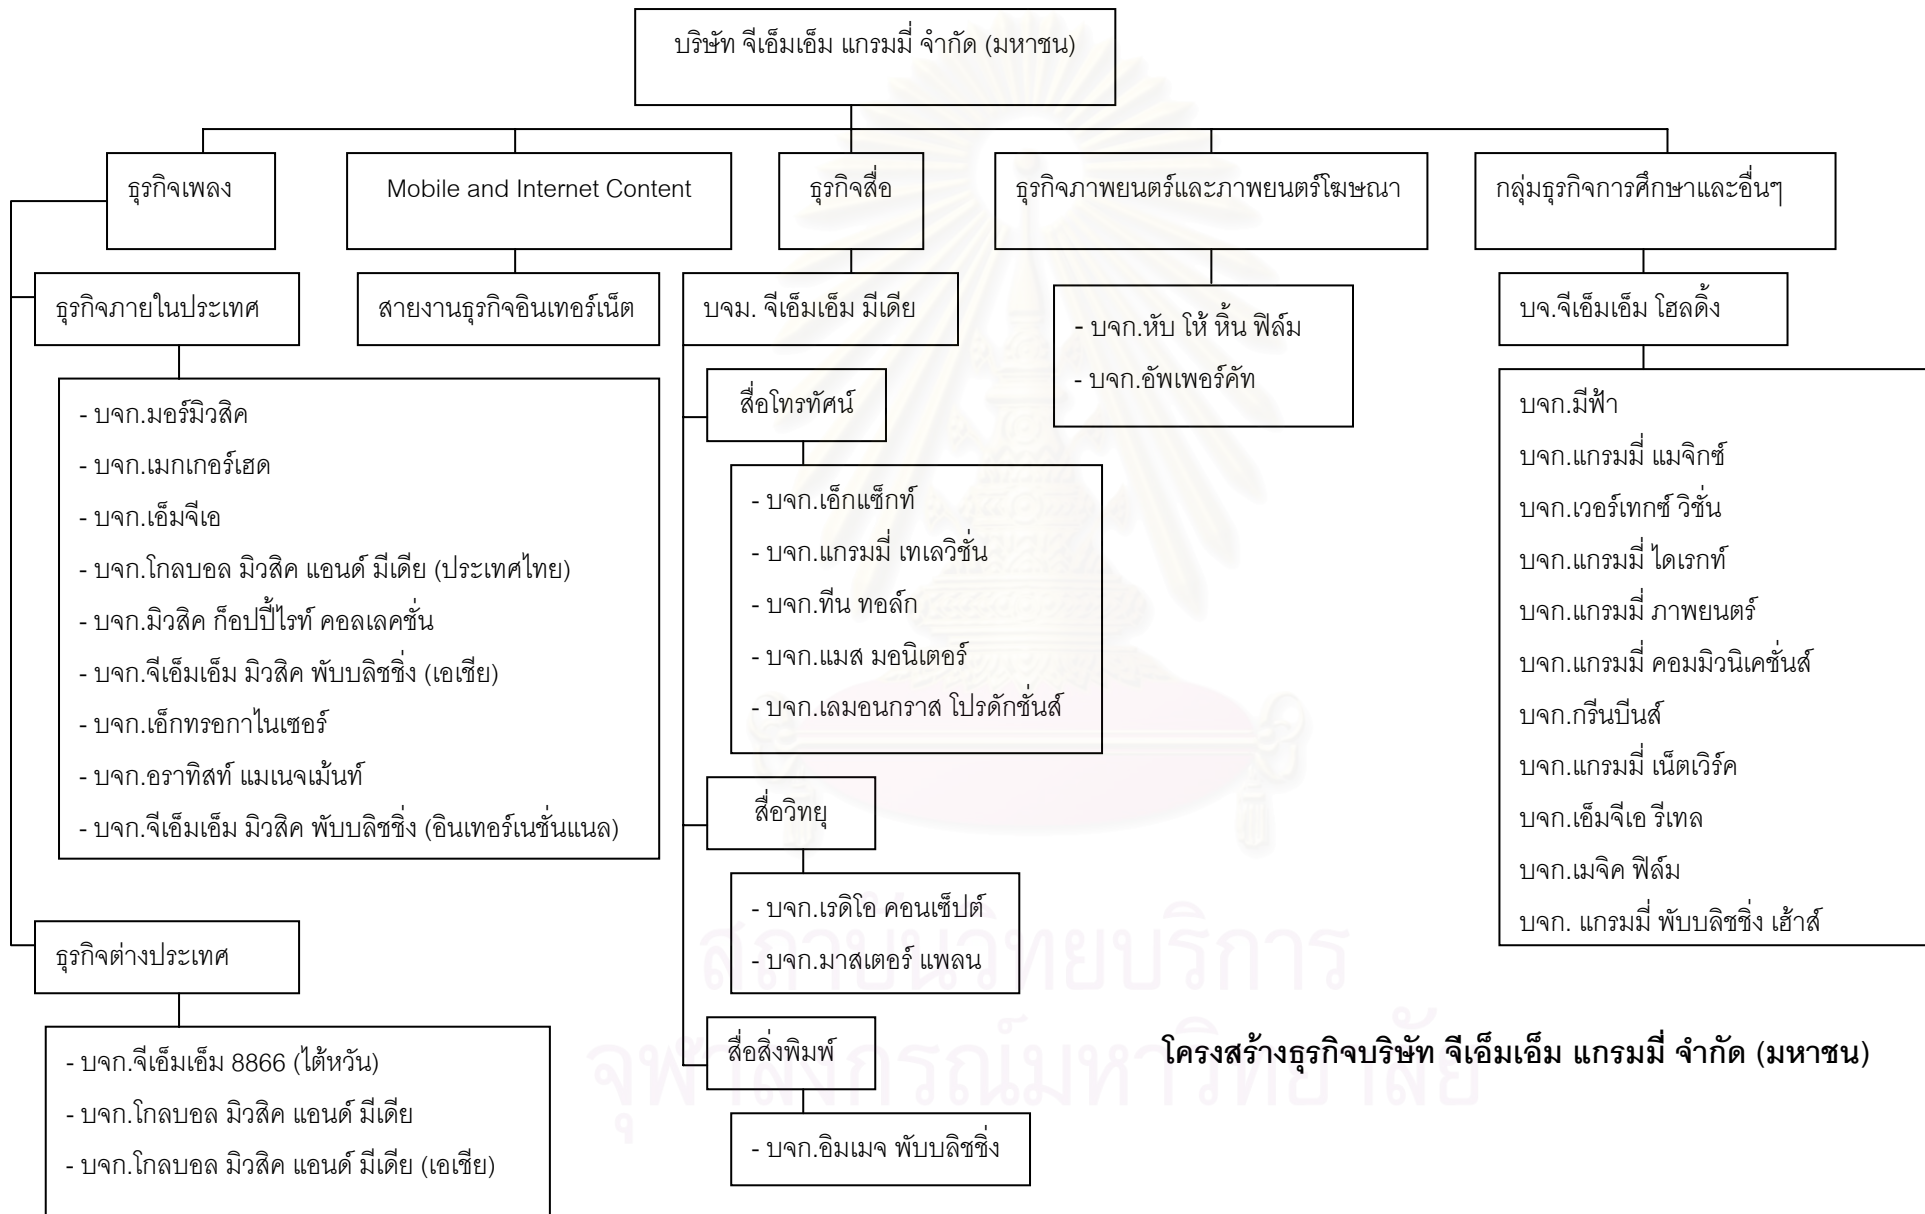 บริษัท จีเอ็มเอ็ม แกรมมี่ จำกัด (มหาชน)
ธุรกิจเพลง
Mobile and Internet Content
ธุรกิจสื่อ
ธุรกิจภาพยนตร์และภาพยนตร์โฆษณา
กลุ่มธุรกิจการศึกษาและอื่นๆ
ธุรกิจภายในประเทศ
- บจก.มอร์มิวสิค
- บจก.เมกเกอร์เฮด
- บจก.เอ็มจีเอ
- บจก.โกลบอล มิวสิค แอนด์ มีเดีย (ประเทศไทย)
- บจก.มิวสิค ก็อปปี้ไรท์ คอลเลคชั่น
- บจก.จีเอ็มเอ็ม มิวสิค พับบลิชชิ่ง (เอเชีย)
- บจก.เอ็กทรอกาไนเซอร์
- บจก.อราทิสท์ แมเนจเม้นท์
- บจก.จีเอ็มเอ็ม มิวสิค พับบลิชชิ่ง (อินเทอร์เนชั่นแนล)
ธุรกิจต่างประเทศ
- บจก.จีเอ็มเอ็ม 8866 (ไต้หวัน)
- บจก.โกลบอล มิวสิค แอนด์ มีเดีย
- บจก.โกลบอล มิวสิค แอนด์ มีเดีย (เอเชีย)
สายงานธุรกิจอินเทอร์เน็ต
บจม. จีเอ็มเอ็ม มีเดีย
สื่อโทรทัศน์
- บจก.เอ็กแซ็กท์
- บจก.แกรมมี่ เทเลวิชั่น
- บจก.ทีน ทอล์ก
- บจก.แมส มอนิเตอร์
- บจก.เลมอนกราส โปรดักชั่นส์
สื่อวิทยุ
- บจก.เรดิโอ คอนเซ็ปต์
- บจก.มาสเตอร์ แพลน
สื่อสิ่งพิมพ์
- บจก.อิมเมจ พับบลิชชิ่ง
- บจก.หับ โห้ หิ้น ฟิล์ม
- บจก.อัพเพอร์คัท
บจ.จีเอ็มเอ็ม โฮลดิ้ง
บจก.มีฟ้า
บจก.แกรมมี่ แมจิกซ์
บจก.เวอร์เทกซ์ วิชั่น
บจก.แกรมมี่ ไดเรกท์
บจก.แกรมมี่ ภาพยนตร์
บจก.แกรมมี่ คอมมิวนิเคชั่นส์
บจก.กรีนบีนส์
บจก.แกรมมี่ เน็ตเวิร์ค
บจก.เอ็มจีเอ รีเทล
บจก.เมจิค ฟิล์ม
บจก. แกรมมี่ พับบลิชชิ่ง เฮ้าส์
โครงสร้างธุรกิจบริษัท จีเอ็มเอ็ม แกรมมี่ จำกัด (มหาชน)
สถาบันวิทยบริการ
จุฬาลงกรณ์มหาวิทยาลัย